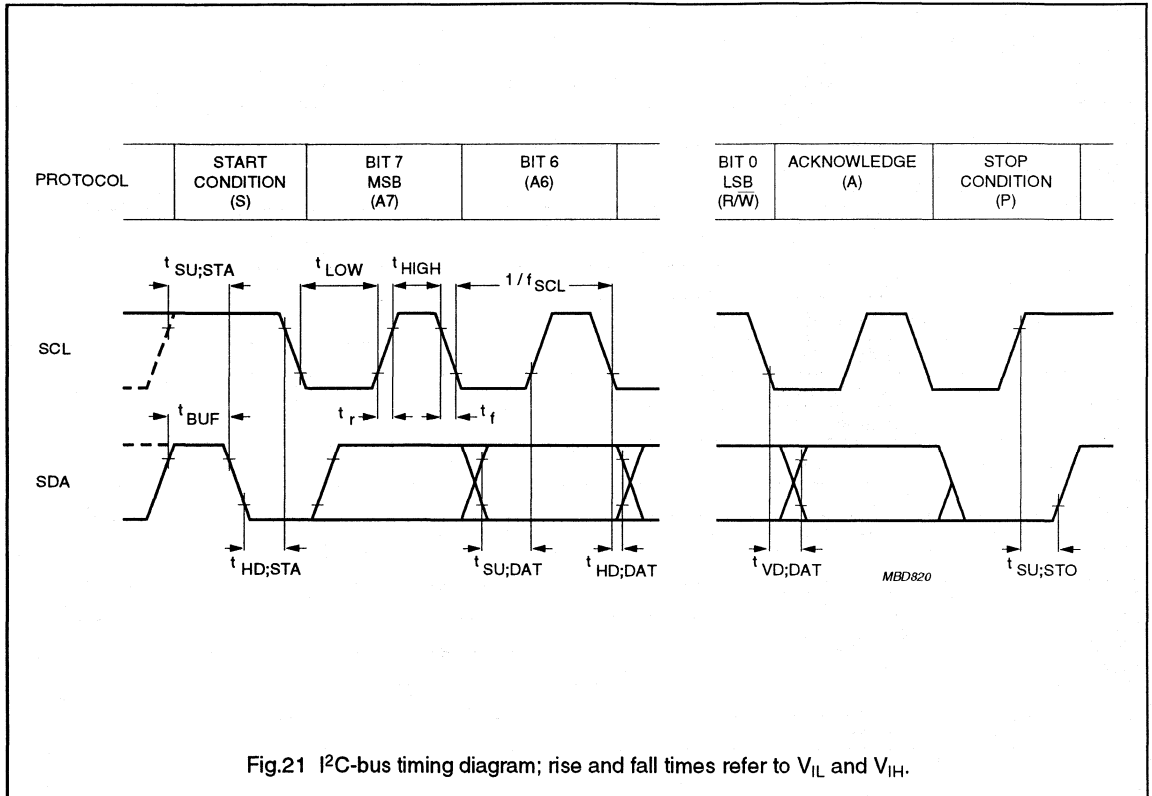 PROTOCOL
START CONDITION (S)
BIT 7 MSB (A7)
BIT 6 (A6)
BIT 0 LSB (R/W̅)
ACKNOWLEDGE (A)
STOP CONDITION (P)
t SU;STA
t LOW
t HIGH
1 / f SCL
SCL
t BUF
t r
t f
SDA
t HD;STA
t SU;DAT
t HD;DAT
t VD;DAT
MBD820
t SU;STO
Fig.21 I²C-bus timing diagram; rise and fall times refer to VIL and VIH.